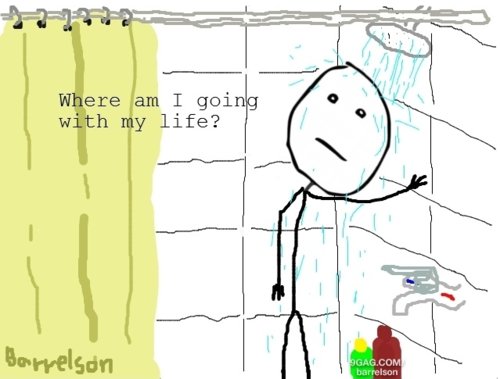 Where am I going
with my life?
9GAG.COM
barrelson
Barrelson